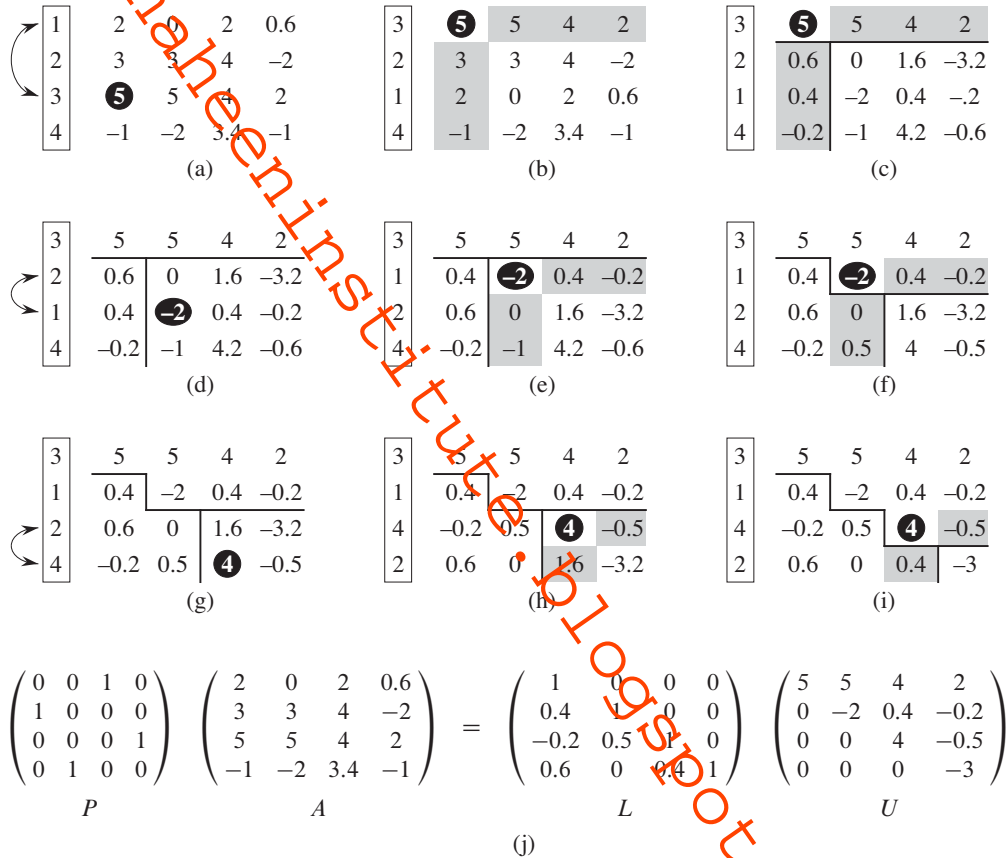 1 2 0 2 0.6
2 3 3 4 –2
3 5 5 4 2
4 –1 –2 3.4 –1
(a)
3 5 5 4 2
2 3 3 4 –2
1 2 0 2 0.6
4 –1 –2 3.4 –1
(b)
3 5 5 4 2
2 0.6 0 1.6 –3.2
1 0.4 –2 0.4 –.2
4 –0.2 –1 4.2 –0.6
(c)
3 5 5 4 2
2 0.6 0 1.6 –3.2
1 0.4 –2 0.4 –0.2
4 –0.2 –1 4.2 –0.6
(d)
3 5 5 4 2
1 0.4 –2 0.4 –0.2
2 0.6 0 1.6 –3.2
4 –0.2 –1 4.2 –0.6
(e)
3 5 5 4 2
1 0.4 –2 0.4 –0.2
2 0.6 0 1.6 –3.2
4 –0.2 0.5 4 –0.5
(f)
3 5 5 4 2
1 0.4 –2 0.4 –0.2
2 0.6 0 1.6 –3.2
4 –0.2 0.5 4 –0.5
(g)
3 5 5 4 2
1 0.4 –2 0.4 –0.2
4 –0.2 0.5 4 –0.5
2 0.6 0 1.6 –3.2
(h)
3 5 5 4 2
1 0.4 –2 0.4 –0.2
4 –0.2 0.5 4 –0.5
2 0.6 0 0.4 –3
(i)
0 0 1 0 2 0 2 0.6 1 0 0 0 5 5 4 2
1 0 0 0 3 3 4 –2 0.4 1 0 0 0 –2 0.4 –0.2
=
0 0 0 1 5 5 4 2 –0.2 0.5 1 0 0 0 4 –0.5
0 1 0 0 –1 –2 3.4 –1 0.6 0 0.4 1 0 0 0 –3
P A L U
(j)
naheeninstitute.blogspot